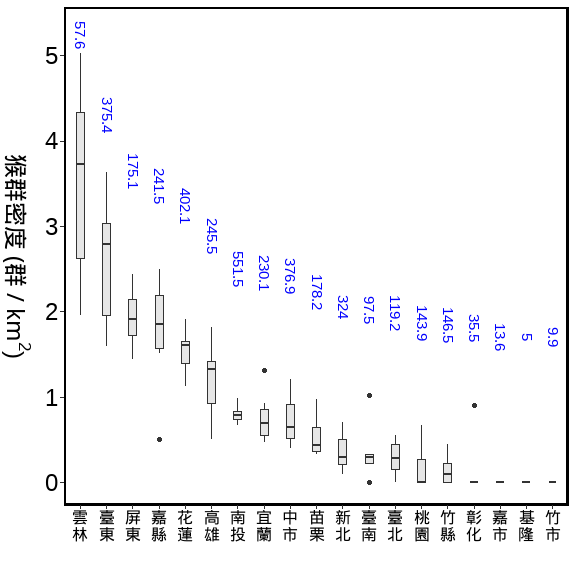 猴群密度 (群 / km²)
5
4
3
2
1
0
57.6
375.4
175.1
241.5
402.1
245.5
551.5
230.1
376.9
178.2
324
97.5
119.2
143.9
146.5
35.5
13.6
5
9.9
雲林
臺東
屏東
嘉縣
花蓮
高雄
南投
宜蘭
中市
苗栗
新北
臺南
臺北
桃園
竹縣
彰化
嘉市
基隆
竹市